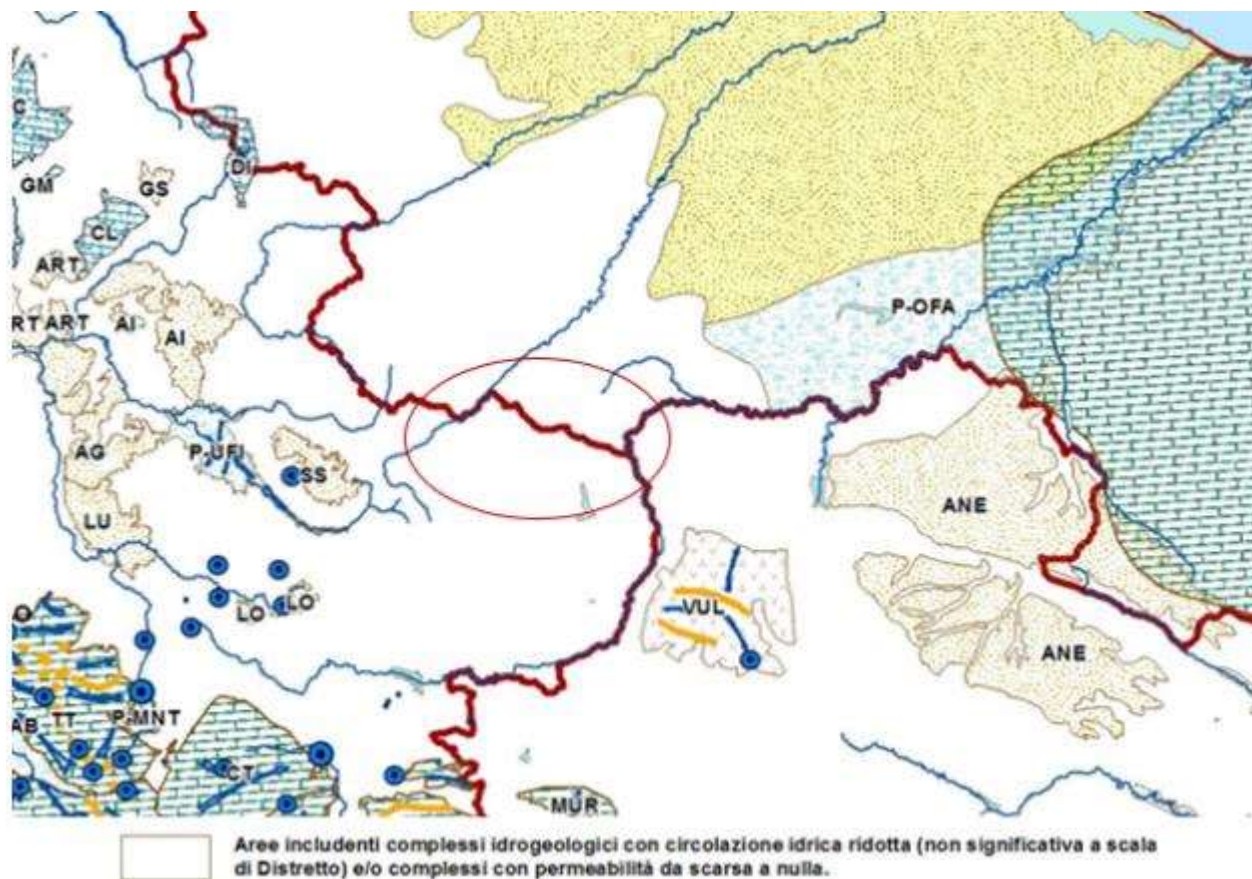 C
DI
GM
GS
CL
ART
RT
ART
AI
AI
P-OFA
AG
P-UFI
SS
LU
ANE
LO
LO
VUL
O
ANE
AB
TT
P-MNT
CT
MUR
Aree includenti complessi idrogeologici con circolazione idrica ridotta (non significativa a scala
di Distretto) e/o complessi con permeabilità da scarsa a nulla.